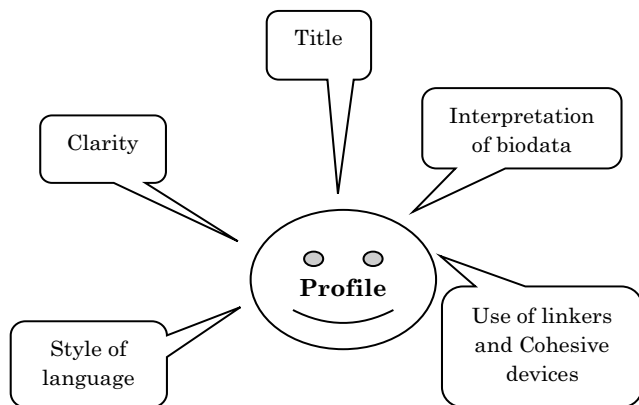 Title
Interpretation
of biodata
Clarity
Profile
Use of linkers
and Cohesive
devices
Style of
language